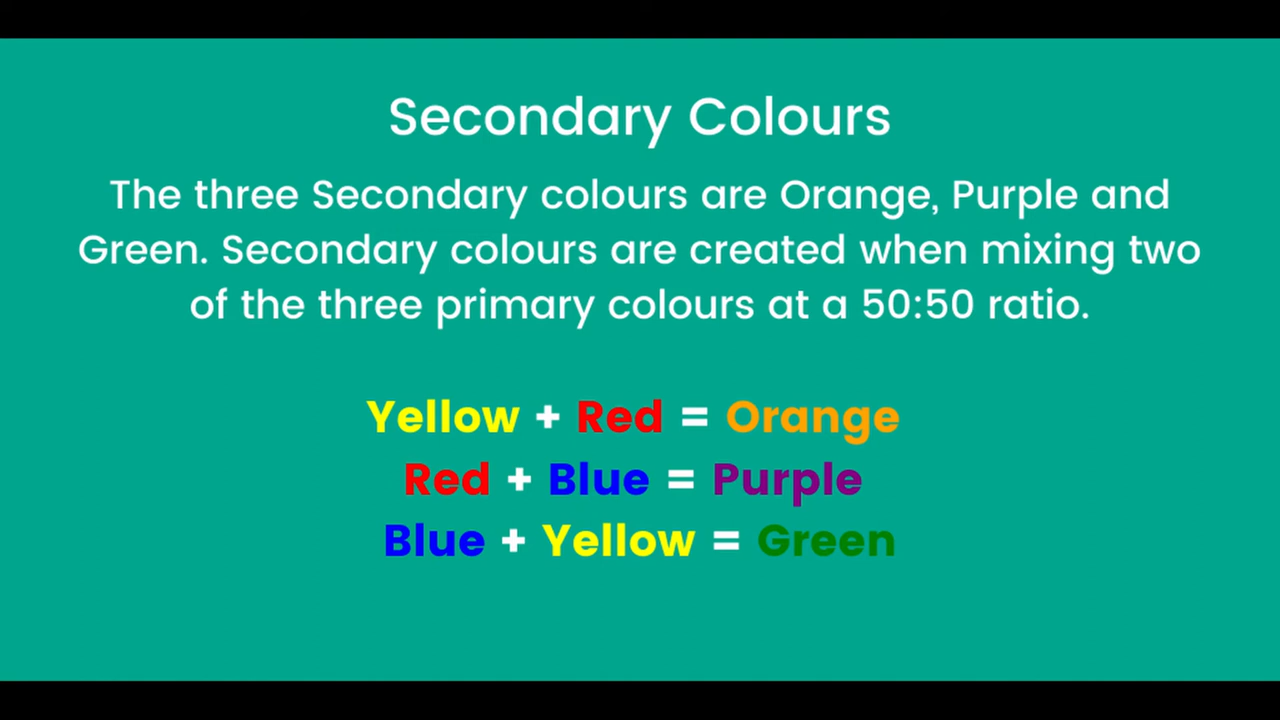 Secondary Colours
The three Secondary colours are Orange, Purple and
Green. Secondary colours are created when mixing two
of the three primary colours at a 50:50 ratio.
Yellow + Red = Orange
Red + Blue = Purple
Blue + Yellow = Green